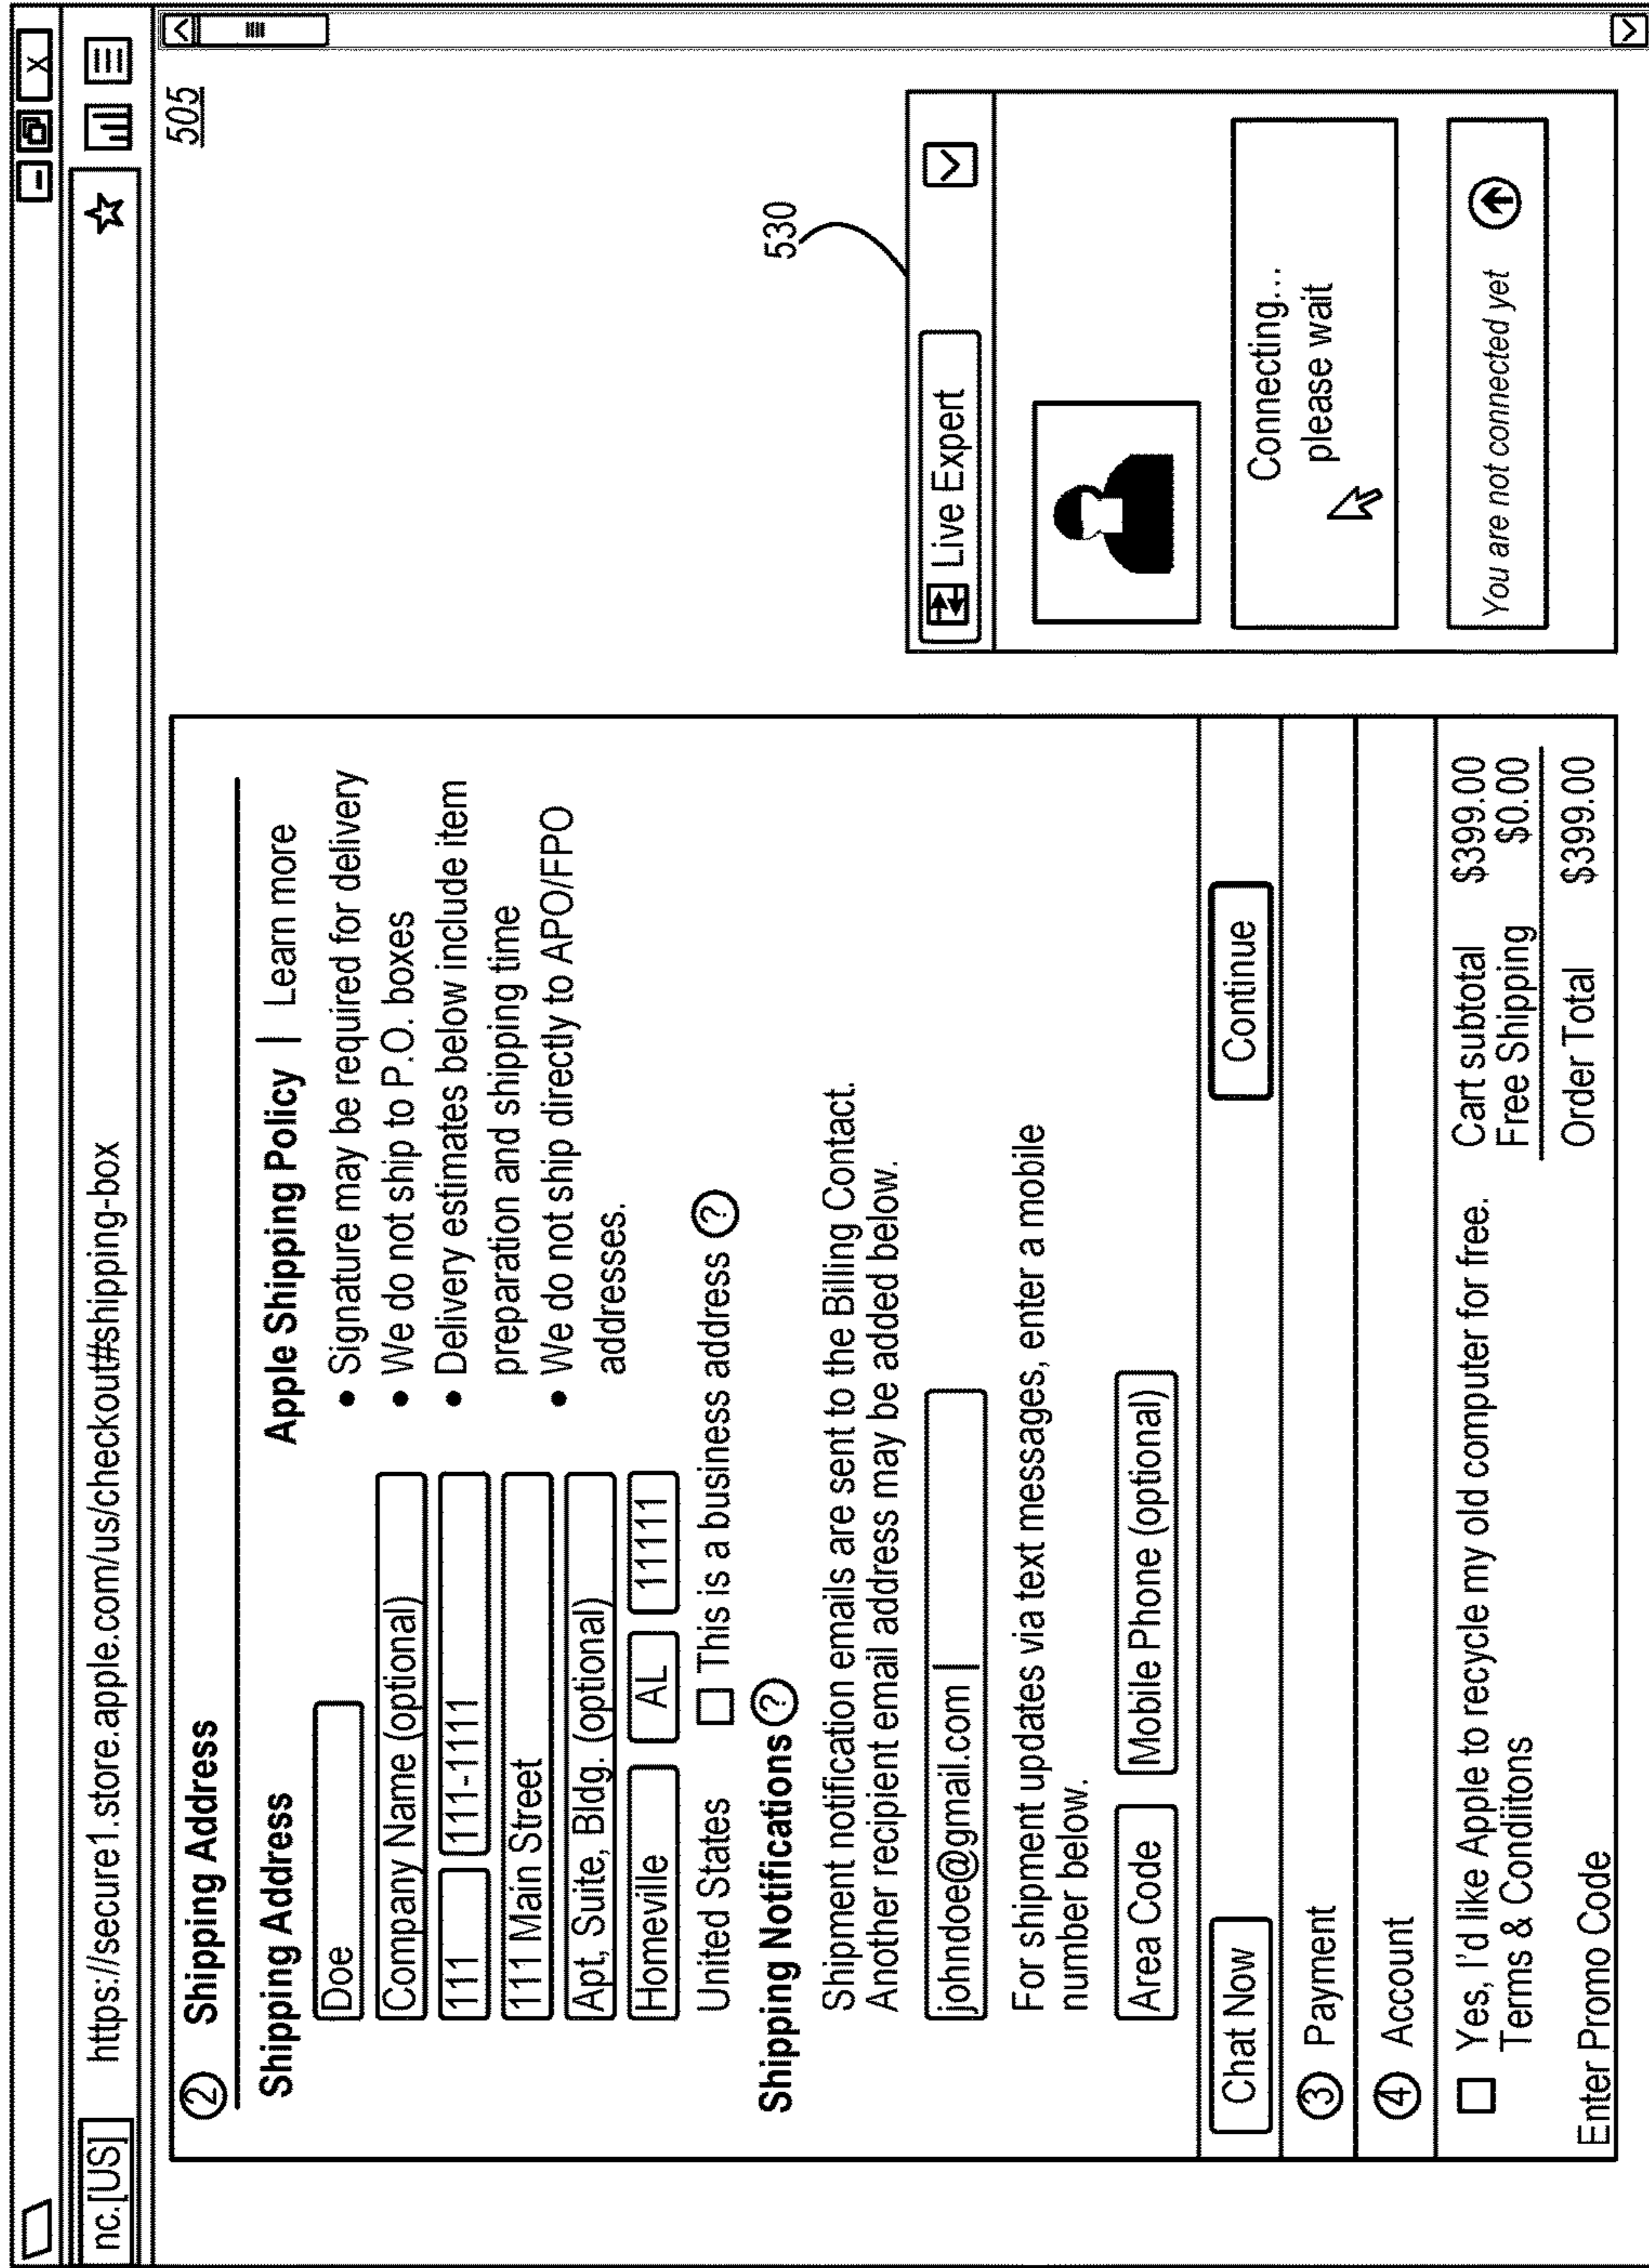 X
nc.[US] https://secure1.store.apple.com/us/checkout#shipping-box
505
② Shipping Address
Shipping Address
Doe
Company Name (optional)
111 111-1111
111 Main Street
Apt, Suite, Bldg. (optional)
Homeville AL 11111
United States This is a business address ?
Apple Shipping Policy | Learn more
• Signature may be required for delivery
• We do not ship to P.O. boxes
• Delivery estimates below include item
preparation and shipping time
• We do not ship directly to APO/FPO
addresses.
Shipping Notifications ?
Shipment notification emails are sent to the Billing Contact.
Another recipient email address may be added below.
johndoe@gmail.com
For shipment updates via text messages, enter a mobile
number below.
Area Code Mobile Phone (optional)
Chat Now Continue
③ Payment
④ Account
Yes, I'd like Apple to recycle my old computer for free.
Terms & Condiitons
Enter Promo Code
Cart subtotal $399.00
Free Shipping $0.00
Order Total $399.00
530
Live Expert
Connecting...
please wait
You are not connected yet